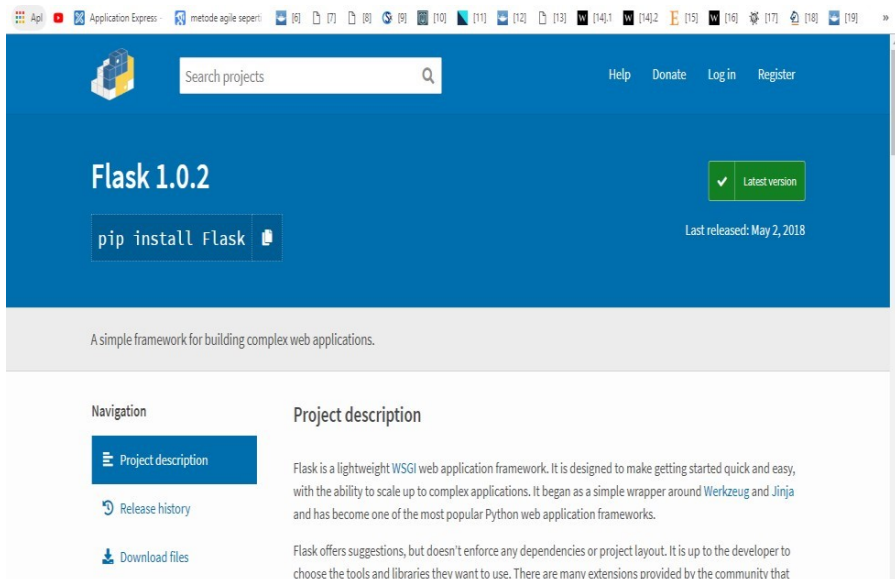 Apl Application Express - metode agile seperti [6] [7] [8] [9] [10] [11] [12] [13] [14].1 [14].2 [15] [16] [17] [18] [19] »
Search projects
Help Donate Log in Register
Flask 1.0.2
Latest version
pip install Flask
Last released: May 2, 2018
A simple framework for building complex web applications.
Navigation
Project description
Project description
Flask is a lightweight WSGI web application framework. It is designed to make getting started quick and easy,
with the ability to scale up to complex applications. It began as a simple wrapper around Werkzeug and Jinja
and has become one of the most popular Python web application frameworks.
Release history
Download files
Flask offers suggestions, but doesn't enforce any dependencies or project layout. It is up to the developer to
choose the tools and libraries they want to use. There are many extensions provided by the community that